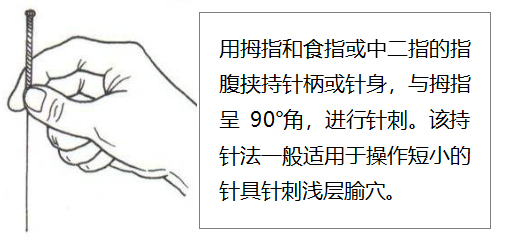 用拇指和食指或中二指的指
腹挟持针柄或针身，与拇指
呈 90°角，进行针刺。该持
针法一般适用于操作短小的
针具针刺浅层腧穴。